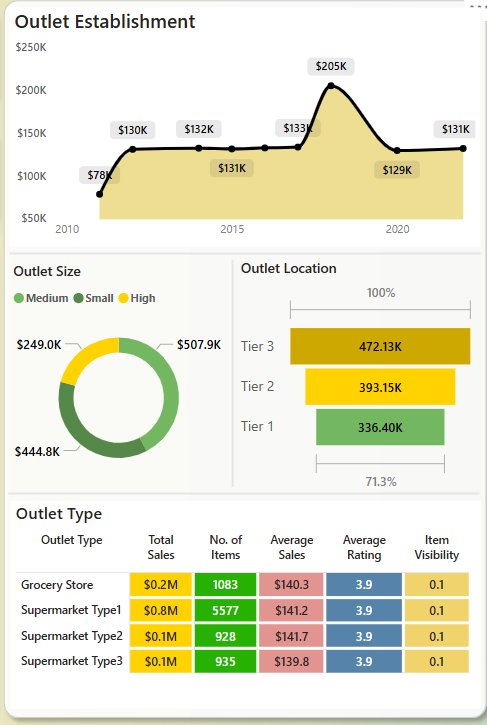 Outlet Establishment
$250K
$200K
$150K
$100K
$50K
$78K
$130K
$132K
$131K
$133K
$205K
$129K
$131K
2010 2015 2020
Outlet Size
Medium Small High
$249.0K
$507.9K
$444.8K
Outlet Location
100%
Tier 3 472.13K
Tier 2 393.15K
Tier 1 336.40K
71.3%
Outlet Type
Outlet Type Total Sales No. of Items Average Sales Average Rating Item Visibility
Grocery Store $0.2M 1083 $140.3 3.9 0.1
Supermarket Type1 $0.8M 5577 $141.2 3.9 0.1
Supermarket Type2 $0.1M 928 $141.7 3.9 0.1
Supermarket Type3 $0.1M 935 $139.8 3.9 0.1